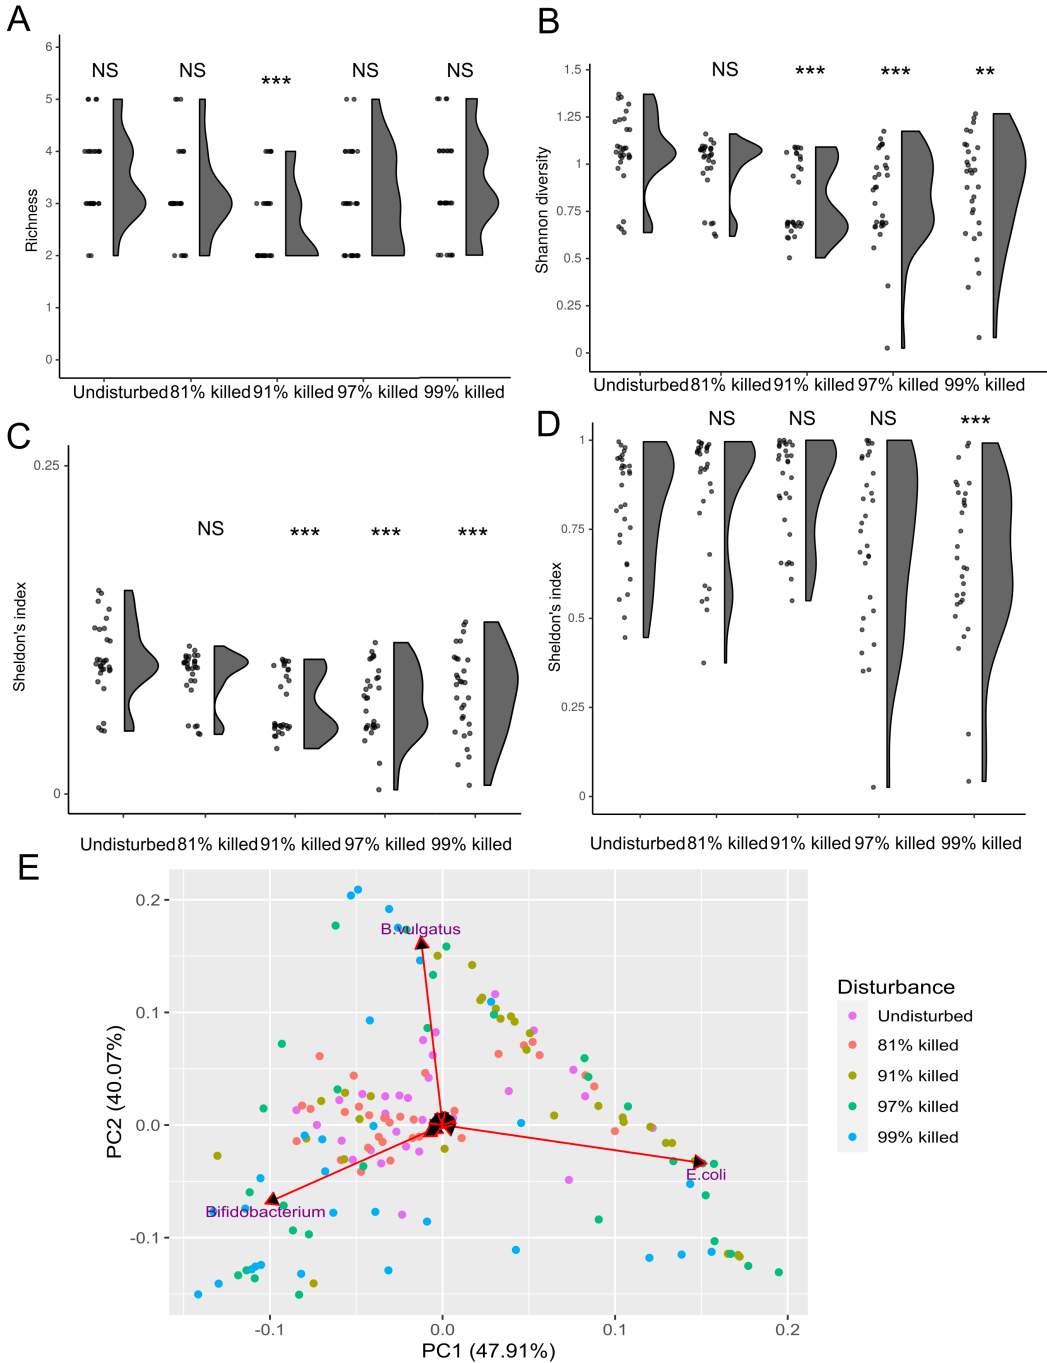 A
Richness
6
5
4
3
2
1
0
NS
NS
***
NS
NS
Undisturbed
81% killed
91% killed
97% killed
99% killed
B
Shannon diversity
1.5
1.25
1
0.75
0.5
0.25
0
NS
***
***
**
Undisturbed
81% killed
91% killed
97% killed
99% killed
C
Sheldon's index
0.25
0
NS
***
***
***
Undisturbed
81% killed
91% killed
97% killed
99% killed
D
Sheldon's index
1
0.75
0.5
0.25
0
NS
NS
NS
***
Undisturbed
81% killed
91% killed
97% killed
99% killed
E
PC2 (40.07%)
0.2
0.1
0.0
-0.1
B.vulgatus
E.coli
Bifidobacterium
-0.1
0.0
0.1
0.2
PC1 (47.91%)
Disturbance
Undisturbed
81% killed
91% killed
97% killed
99% killed